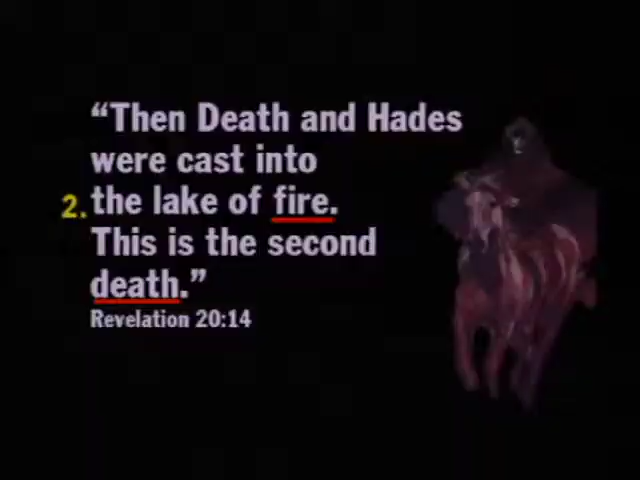 “Then Death and Hades
were cast into
2. the lake of fire.
This is the second
death.”
Revelation 20:14